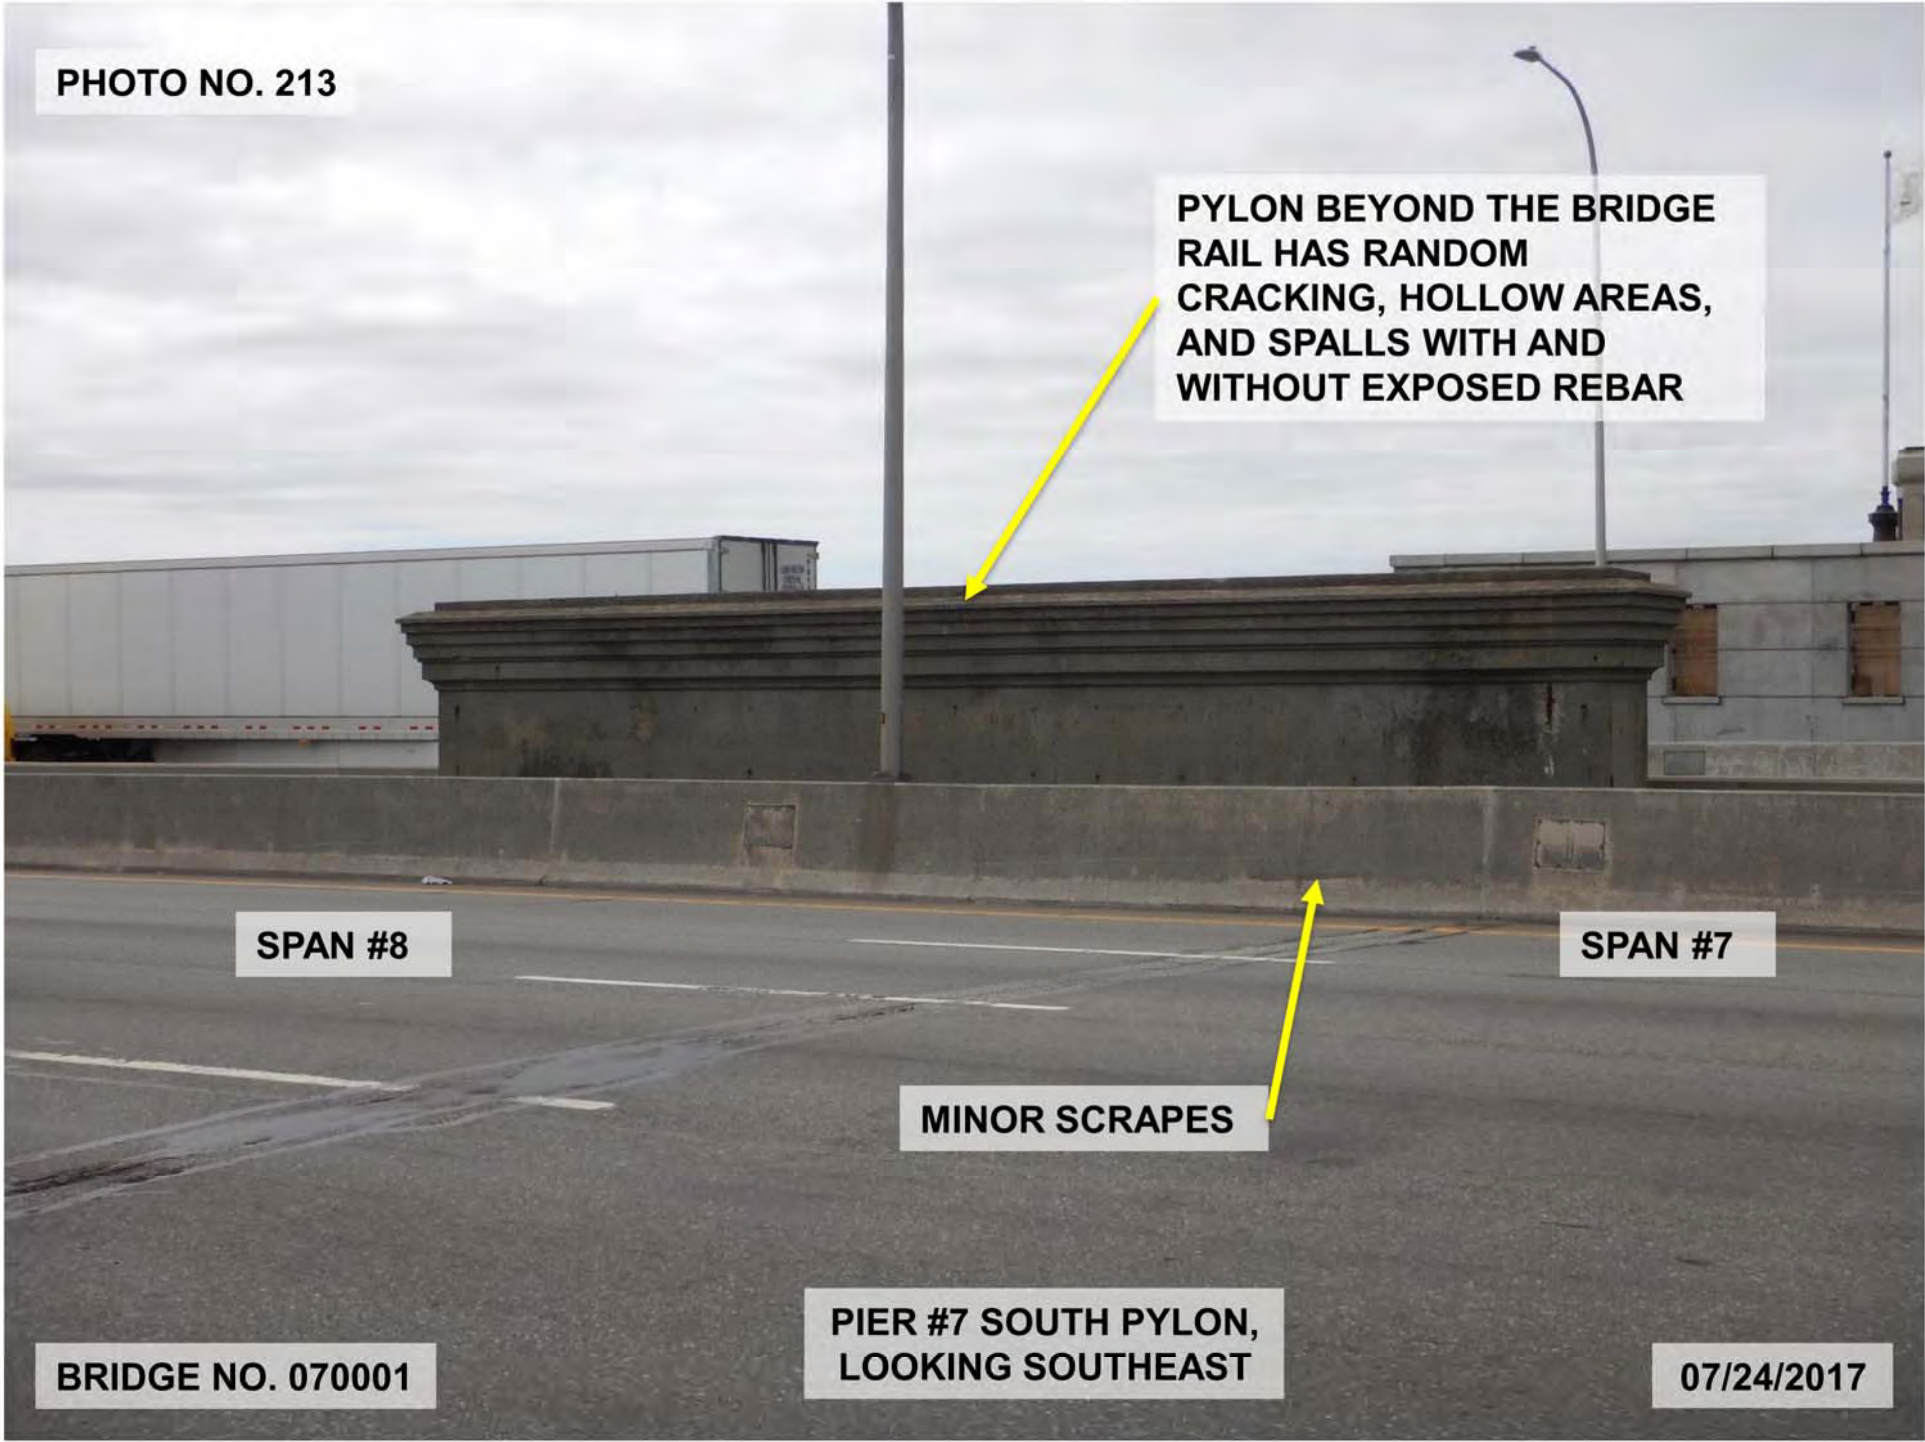 PHOTO NO. 213
PYLON BEYOND THE BRIDGE
RAIL HAS RANDOM
CRACKING, HOLLOW AREAS,
AND SPALLS WITH AND
WITHOUT EXPOSED REBAR
SPAN #8
SPAN #7
MINOR SCRAPES
PIER #7 SOUTH PYLON,
LOOKING SOUTHEAST
BRIDGE NO. 070001
07/24/2017